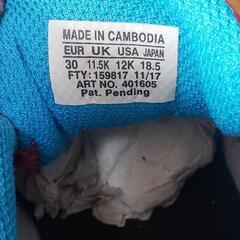 MADE IN CAMBODIA
EUR UK USA JAPAN
30 11.5K 12K 18.5
FTY: 159817 11/17
ART NO. 401605
Pat. Pending